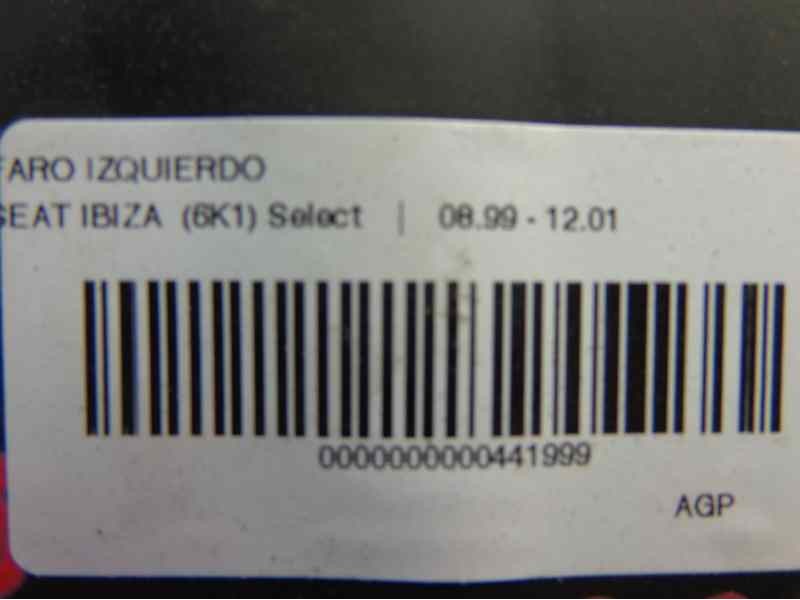 FARO IZQUIERDO
SEAT IBIZA (6K1) Select | 08.99 - 12.01
0000000000441999
AGP